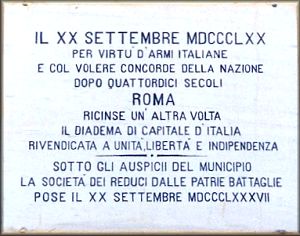 IL XX SETTEMBRE MDCCCLXX
PER VIRTU' D'ARMI ITALIANE
E COL VOLERE CONCORDE DELLA NAZIONE
DOPO QUATTORDICI SECOLI
ROMA
RICINSE UN' ALTRA VOLTA
IL DIADEMA DI CAPITALE D'ITALIA
RIVENDICATA A UNITÀ, LIBERTÀ E INDIPENDENZA
SOTTO GLI AUSPICII DEL MUNICIPIO
LA SOCIETÀ DEI REDUCI DALLE PATRIE BATTAGLIE
POSE IL XX SETTEMBRE MDCCCLXXXVII